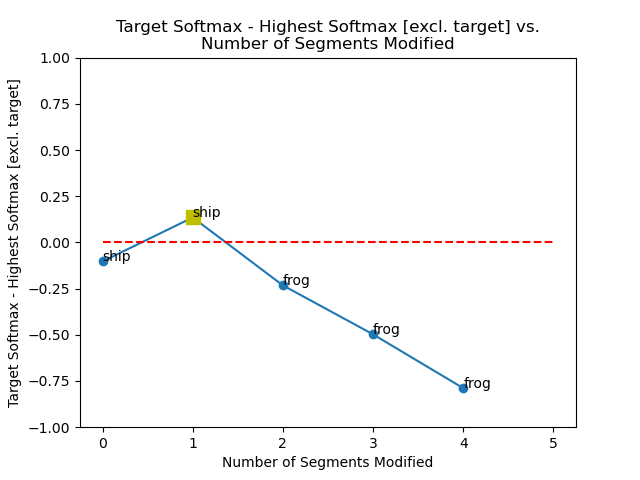 Target Softmax - Highest Softmax [excl. target] vs.
Number of Segments Modified
Target Softmax - Highest Softmax [excl. target]
1.00
0.75
0.50
0.25
0.00
−0.25
−0.50
−0.75
−1.00
ship
ship
frog
frog
frog
0 1 2 3 4 5
Number of Segments Modified